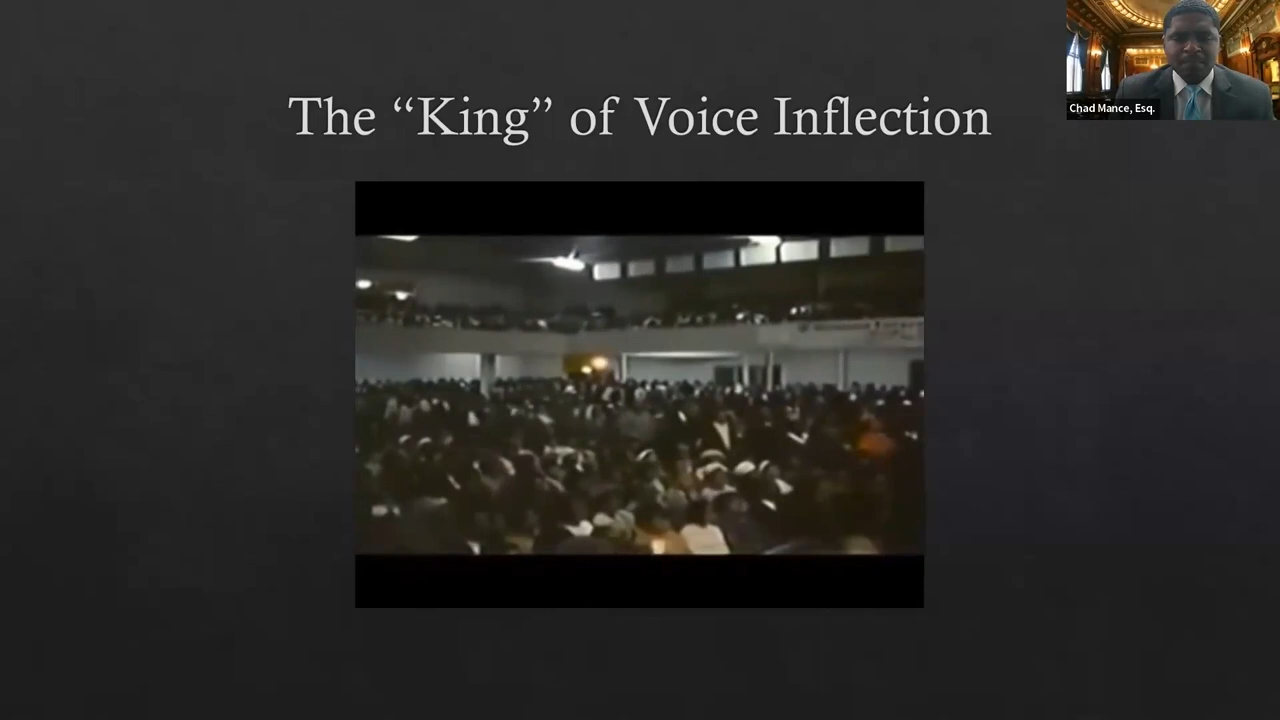 The “King” of Voice Inflection
Chad Mance, Esq.